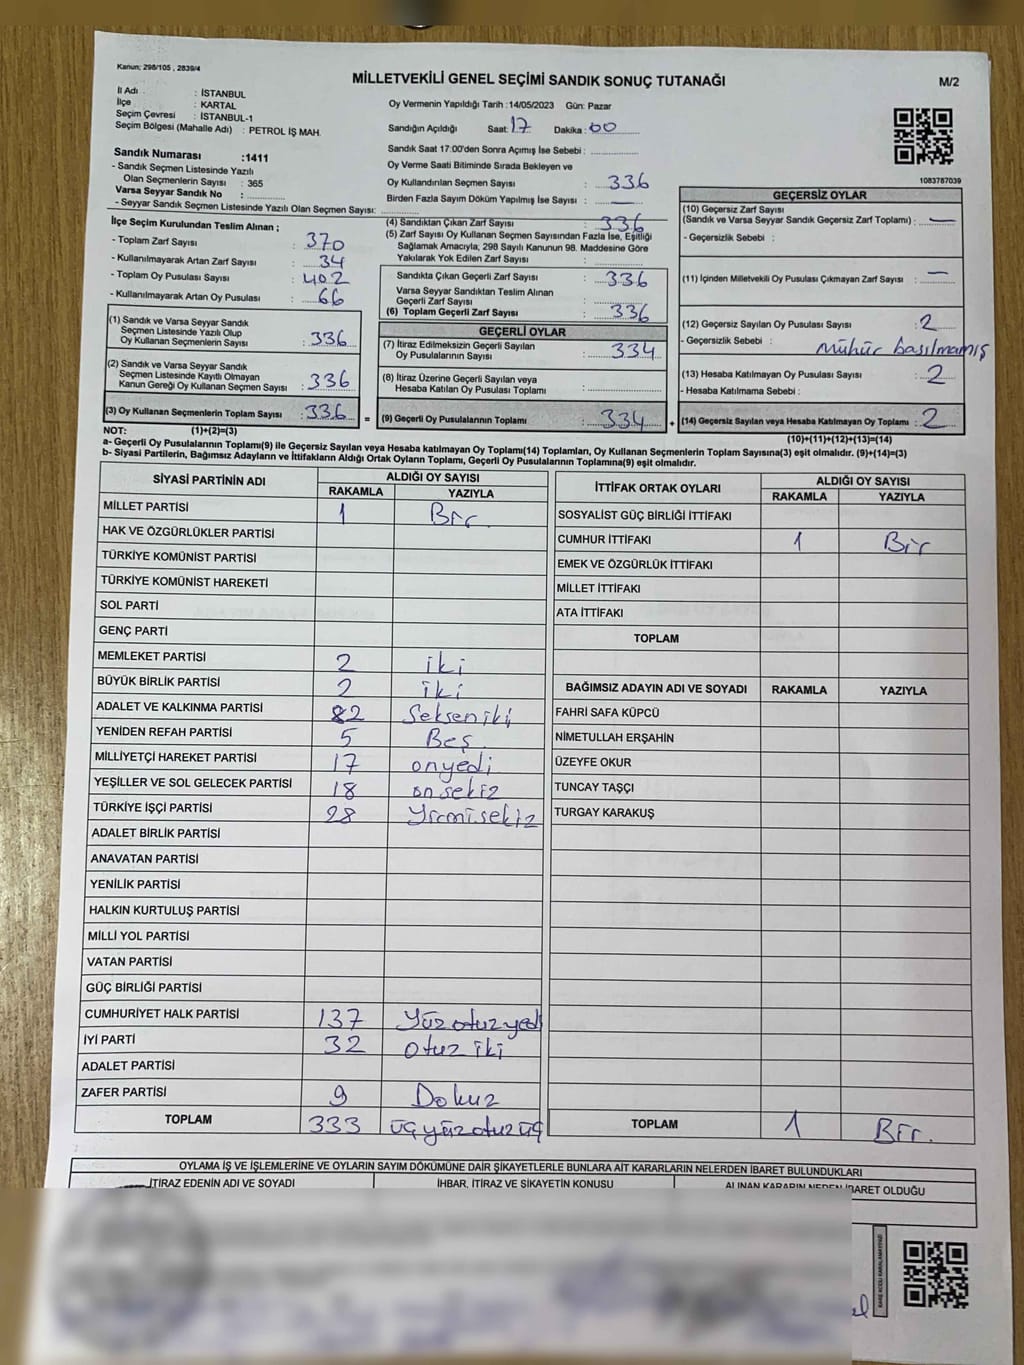 Kanun; 298/105 , 2839/4
MİLLETVEKİLİ GENEL SEÇİMİ SANDIK SONUÇ TUTANAĞI
M/2
İl Adı : İSTANBUL
İlçe : KARTAL
Seçim Çevresi : İSTANBUL-1
Seçim Bölgesi (Mahalle Adı) : PETROL İŞ MAH.
Oy Vermenin Yapıldığı Tarih :14/05/2023 Gün: Pazar
Sandığın Açıldığı Saat: 17 Dakika: 00
Sandık Saat 17:00'den Sonra Açımış İse Sebebi :
Oy Verme Saati Bitiminde Sırada Bekleyen ve
Oy Kullandırılan Seçmen Sayısı : 336
Birden Fazla Sayım Döküm Yapılmış İse Sayısı : —
1083787039
Sandık Numarası :1411
- Sandık Seçmen Listesinde Yazılı
Olan Seçmenlerin Sayısı : 365
Varsa Seyyar Sandık No :
- Seyyar Sandık Seçmen Listesinde Yazılı Olan Seçmen Sayısı:
İlçe Seçim Kurulundan Teslim Alınan ;
- Toplam Zarf Sayısı : 370
- Kullanılmayarak Artan Zarf Sayısı : 34
- Toplam Oy Pusulası Sayısı : 402
- Kullanılmayarak Artan Oy Pusulası : 66
(1) Sandık ve Varsa Seyyar Sandık
Seçmen Listesinde Yazılı Olup
Oy Kullanan Seçmenlerin Sayısı : 336
(2) Sandık ve Varsa Seyyar Sandık
Seçmen Listesinde Kayıtlı Olmayan
Kanun Gereği Oy Kullanan Seçmen Sayısı : 336
(3) Oy Kullanan Seçmenlerin Toplam Sayısı : 336 =
(4) Sandıktan Çıkan Zarf Sayısı : 336
(5) Zarf Sayısı Oy Kullanan Seçmen Sayısından Fazla İse, Eşitliği
Sağlamak Amacıyla, 298 Sayılı Kanunun 98. Maddesine Göre
Yakılarak Yok Edilen Zarf Sayısı :
Sandıkta Çıkan Geçerli Zarf Sayısı : 336
Varsa Seyyar Sandıktan Teslim Alınan
Geçerli Zarf Sayısı :
(6) Toplam Geçerli Zarf Sayısı : 336
GEÇERLİ OYLAR
(7) İtiraz Edilmeksizin Geçerli Sayılan
Oy Pusulalarının Sayısı : 334
(8) İtiraz Üzerine Geçerli Sayılan veya
Hesaba Katılan Oy Pusulaları Toplamı :
(9) Geçerli Oy Pusulalarının Toplamı : 334 +
GEÇERSİZ OYLAR
(10) Geçersiz Zarf Sayısı
(Sandık ve Varsa Seyyar Sandık Geçersiz Zarf Toplamı) : —
- Geçersizlik Sebebi :
(11) İçinden Milletvekili Oy Pusulası Çıkmayan Zarf Sayısı : —
(12) Geçersiz Sayılan Oy Pusulası Sayısı : 2
- Geçersizlik Sebebi : mühür basılmamış
(13) Hesaba Katılmayan Oy Pusulası Sayısı : 2
- Hesaba Katılmama Sebebi :
(14) Geçersiz Sayılan veya Hesaba Katılmayan Oy Toplamı : 2
NOT: (1)+(2)=(3)
(10)+(11)+(12)+(13)=(14)
a- Geçerli Oy Pusulalarının Toplamı(9) ile Geçersiz Sayılan veya Hesaba katılmayan Oy Toplamı(14) Toplamları, Oy Kullanan Seçmenlerin Toplam Sayısına(3) eşit olmalıdır. (9)+(14)=(3)
b- Siyasi Partilerin, Bağımsız Adayların ve İttifakların Aldığı Ortak Oyların Toplamı, Geçerli Oy Pusulalarının Toplamına(9) eşit olmalıdır.
SİYASİ PARTİNİN ADI ALDIĞI OY SAYISI
RAKAMLA YAZIYLA
MİLLET PARTİSİ 1 Bir
HAK VE ÖZGÜRLÜKLER PARTİSİ
TÜRKİYE KOMÜNİST PARTİSİ
TÜRKİYE KOMÜNİST HAREKETİ
SOL PARTİ
GENÇ PARTİ
MEMLEKET PARTİSİ 2 iki
BÜYÜK BİRLİK PARTİSİ 2 iki
ADALET VE KALKINMA PARTİSİ 82 Seksen iki
YENİDEN REFAH PARTİSİ 5 Beş
MİLLİYETÇİ HAREKET PARTİSİ 17 onyedi
YEŞİLLER VE SOL GELECEK PARTİSİ 18 on sekiz
TÜRKİYE İŞÇİ PARTİSİ 28 Yirmi sekiz
ADALET BİRLİK PARTİSİ
ANAVATAN PARTİSİ
YENİLİK PARTİSİ
HALKIN KURTULUŞ PARTİSİ
MİLLİ YOL PARTİSİ
VATAN PARTİSİ
GÜÇ BİRLİĞİ PARTİSİ
CUMHURİYET HALK PARTİSİ 137 Yüz otuz yedi
İYİ PARTİ 32 otuz iki
ADALET PARTİSİ
ZAFER PARTİSİ 9 Dokuz
TOPLAM 333 üç yüz otuz üç
İTTİFAK ORTAK OYLARI ALDIĞI OY SAYISI
RAKAMLA YAZIYLA
SOSYALİST GÜÇ BİRLİĞİ İTTİFAKI
CUMHUR İTTİFAKI 1 Bir
EMEK VE ÖZGÜRLÜK İTTİFAKI
MİLLET İTTİFAKI
ATA İTTİFAKI
TOPLAM
BAĞIMSIZ ADAYIN ADI VE SOYADI RAKAMLA YAZIYLA
FAHRİ SAFA KÜPCÜ
NİMETULLAH ERŞAHİN
ÜZEYFE OKUR
TUNCAY TAŞÇI
TURGAY KARAKUŞ
TOPLAM 1 Bir.
OYLAMA İŞ VE İŞLEMLERİNE VE OYLARIN SAYIM DÖKÜMÜNE DAİR ŞİKAYETLERLE BUNLARA AİT KARARLARIN NELERDEN İBARET BULUNDUKLARI
İTİRAZ EDENİN ADI VE SOYADI İHBAR, İTİRAZ VE ŞİKAYETİN KONUSU ALINAN KARARIN NEDEN İBARET OLDUĞU
KARE KODU KARALAMAYINIZ!